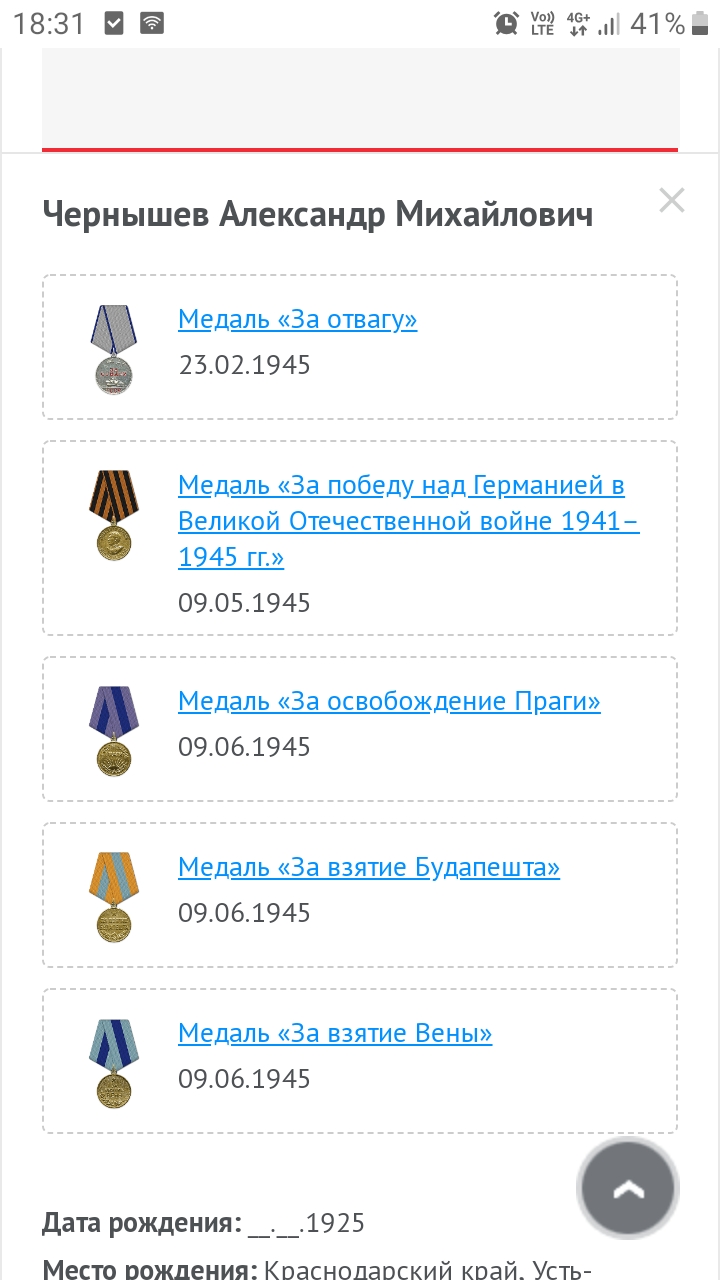 18:31
Vo)) LTE 4G+ 41%
Чернышев Александр Михайлович
Медаль «За отвагу»
23.02.1945
Медаль «За победу над Германией в
Великой Отечественной войне 1941–
1945 гг.»
09.05.1945
Медаль «За освобождение Праги»
09.06.1945
Медаль «За взятие Будапешта»
09.06.1945
Медаль «За взятие Вены»
09.06.1945
Дата рождения: __.__.1925
Место рождения: Краснодарский край, Усть-